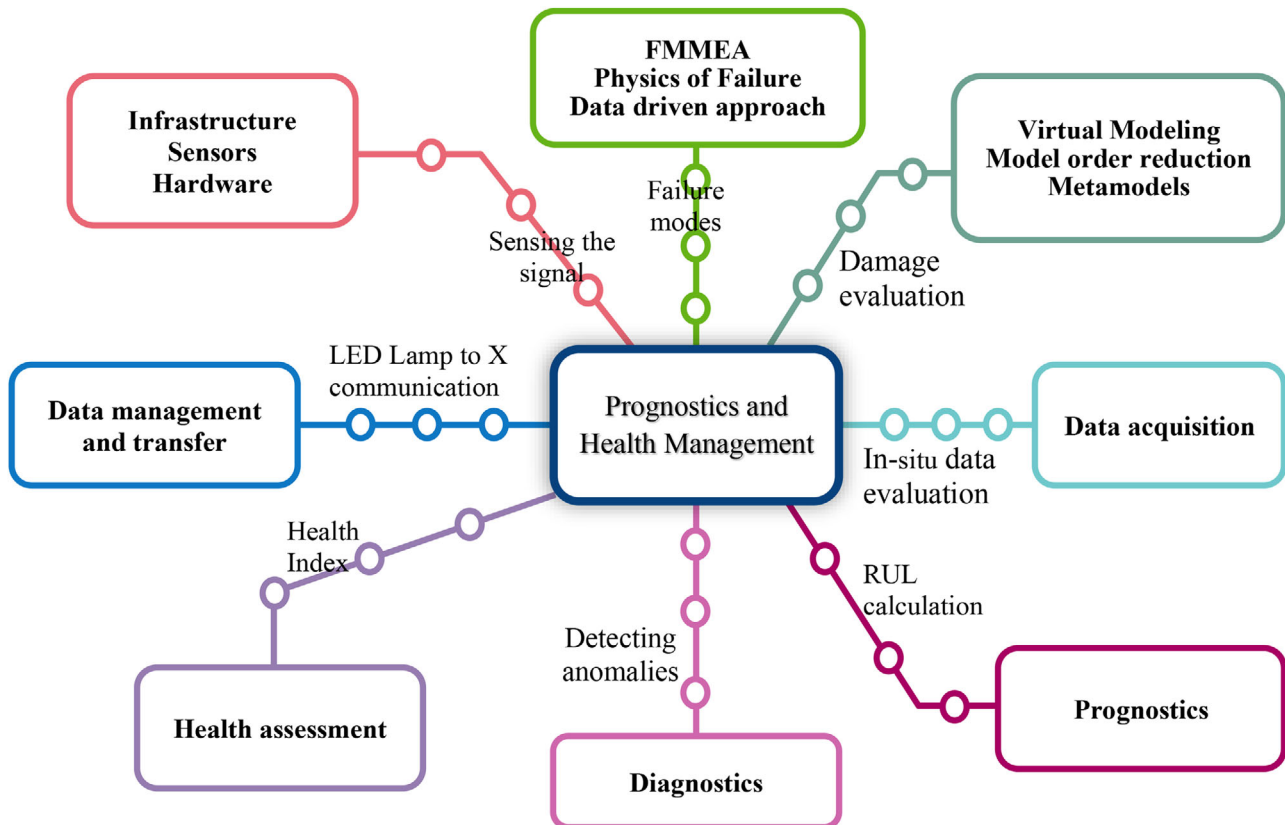 FMMEA
Physics of Failure
Data driven approach
Infrastructure
Sensors
Hardware
Virtual Modeling
Model order reduction
Metamodels
Failure
modes
Sensing the
signal
Damage
evaluation
LED Lamp to X
communication
Data management
and transfer
Prognostics and
Health Management
Data acquisition
In-situ data
evaluation
Health
Index
RUL
calculation
Detecting
anomalies
Health assessment
Prognostics
Diagnostics